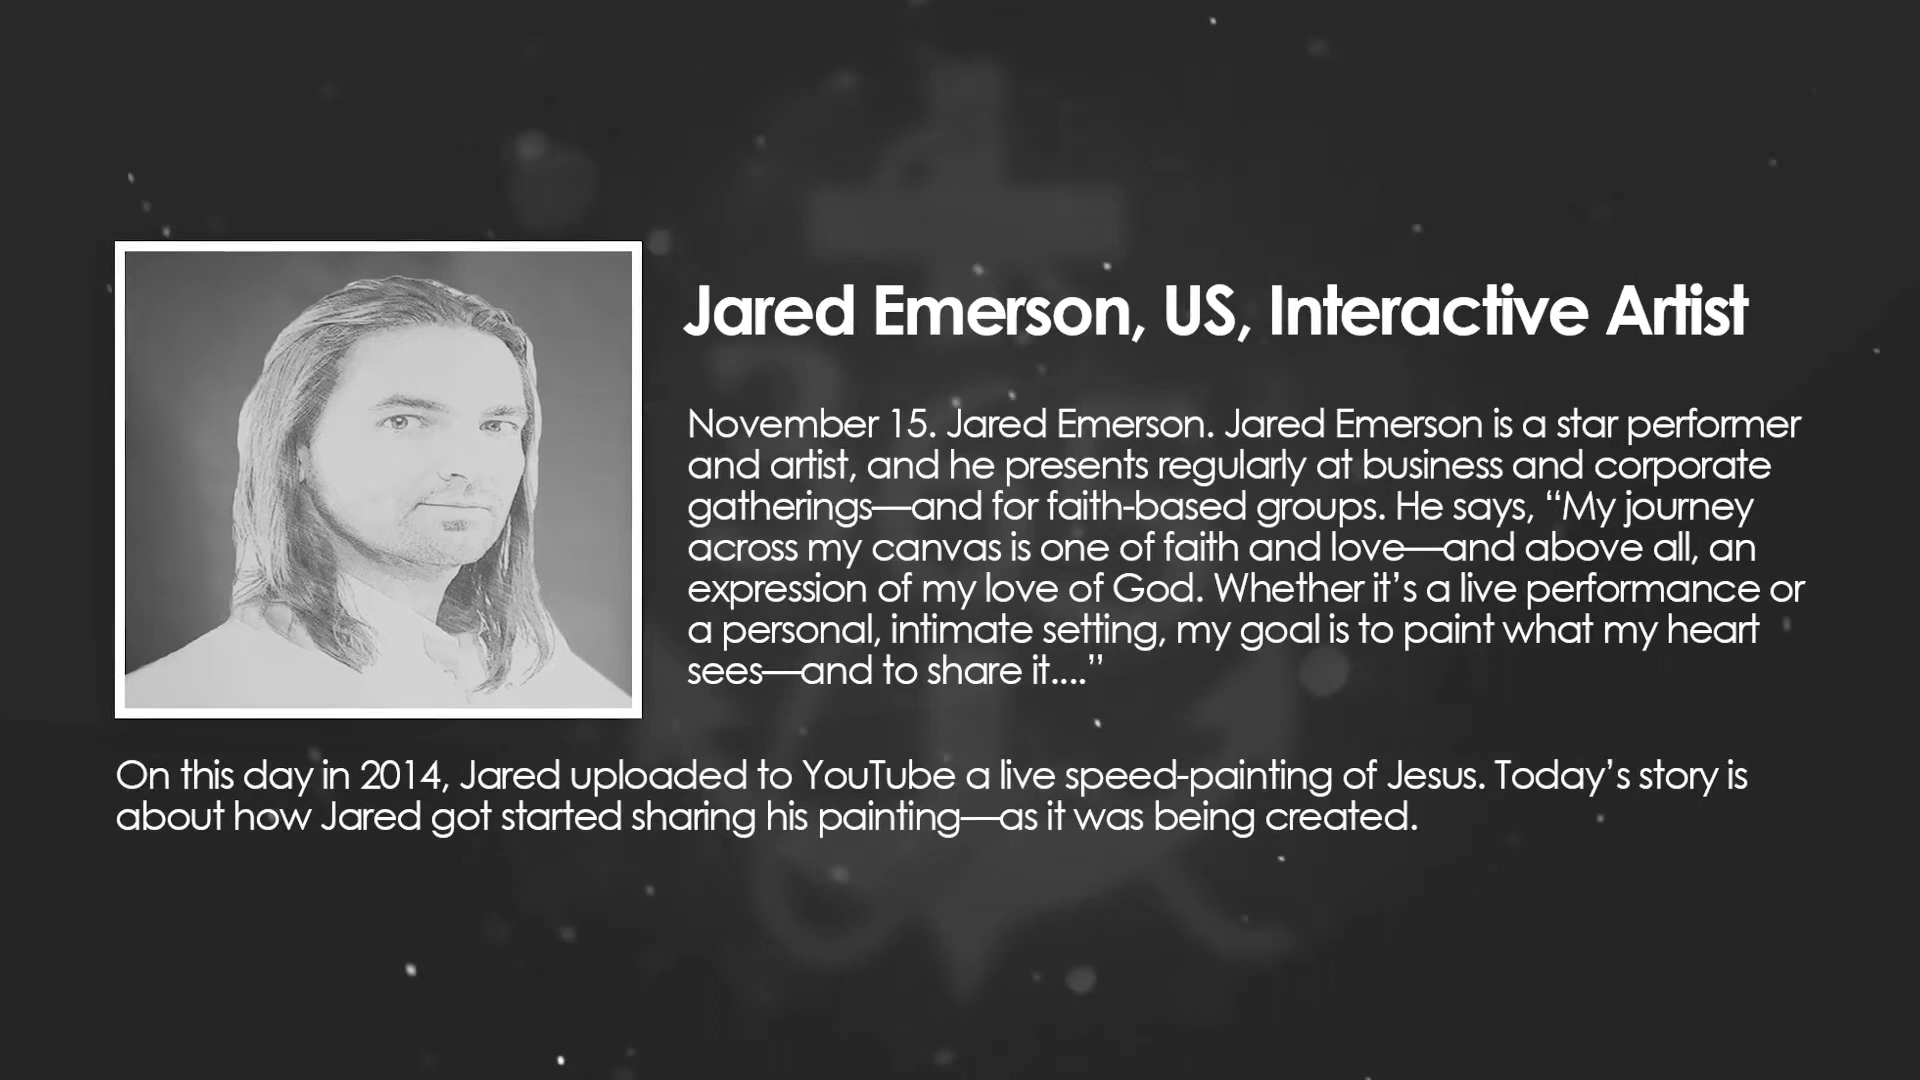 Jared Emerson, US, Interactive Artist
November 15. Jared Emerson. Jared Emerson is a star performer
and artist, and he presents regularly at business and corporate
gatherings—and for faith-based groups. He says, “My journey
across my canvas is one of faith and love—and above all, an
expression of my love of God. Whether it’s a live performance or
a personal, intimate setting, my goal is to paint what my heart
sees—and to share it....”
On this day in 2014, Jared uploaded to YouTube a live speed-painting of Jesus. Today’s story is
about how Jared got started sharing his painting—as it was being created.